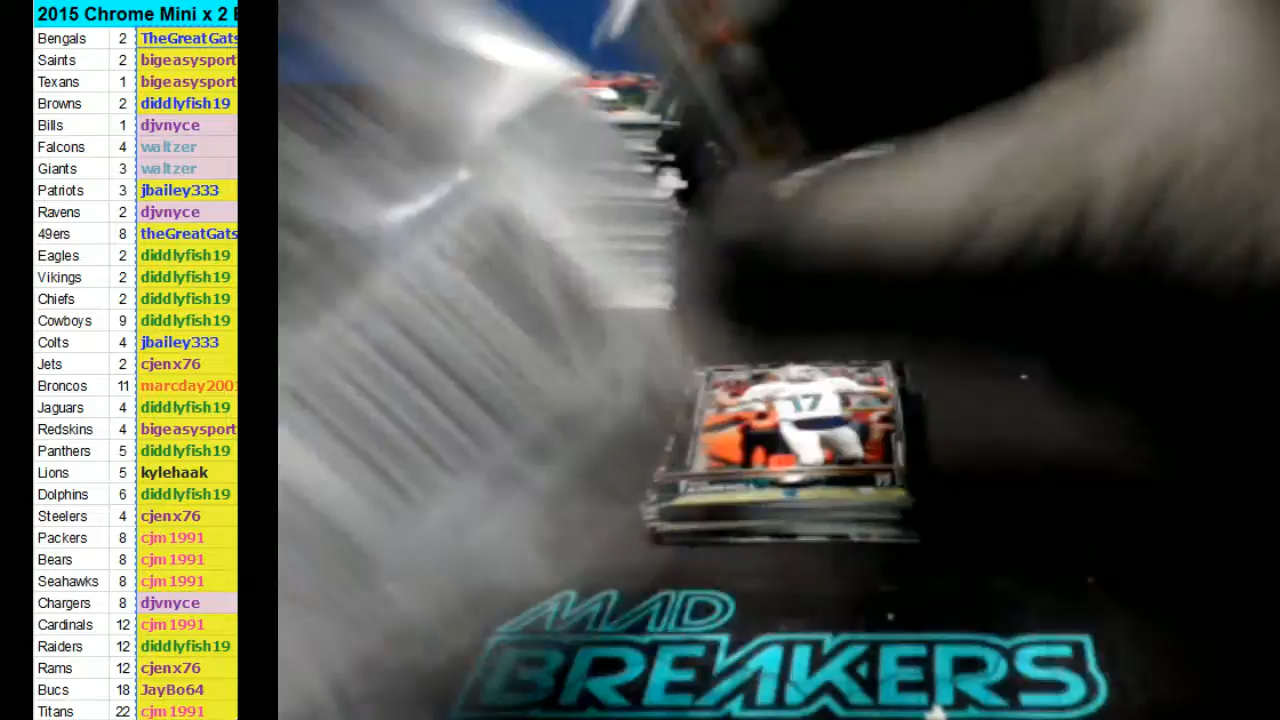 2015 Chrome Mini x 2 B
Bengals 2 TheGreatGats
Saints 2 bigeasysport
Texans 1 bigeasysport
Browns 2 diddlyfish19
Bills 1 djvnyce
Falcons 4 waltzer
Giants 3 waltzer
Patriots 3 jbailey333
Ravens 2 djvnyce
49ers 8 theGreatGats
Eagles 2 diddlyfish19
Vikings 2 diddlyfish19
Chiefs 2 diddlyfish19
Cowboys 9 diddlyfish19
Colts 4 jbailey333
Jets 2 cjenx76
Broncos 11 marcday2001
Jaguars 4 diddlyfish19
Redskins 4 bigeasysport
Panthers 5 diddlyfish19
Lions 5 kylehaak
Dolphins 6 diddlyfish19
Steelers 4 cjenx76
Packers 8 cjm1991
Bears 8 cjm1991
Seahawks 8 cjm1991
Chargers 8 djvnyce
Cardinals 12 cjm1991
Raiders 12 diddlyfish19
Rams 12 cjenx76
Bucs 18 JayBo64
Titans 22 cjm1991
17
MAD
BREAKERS